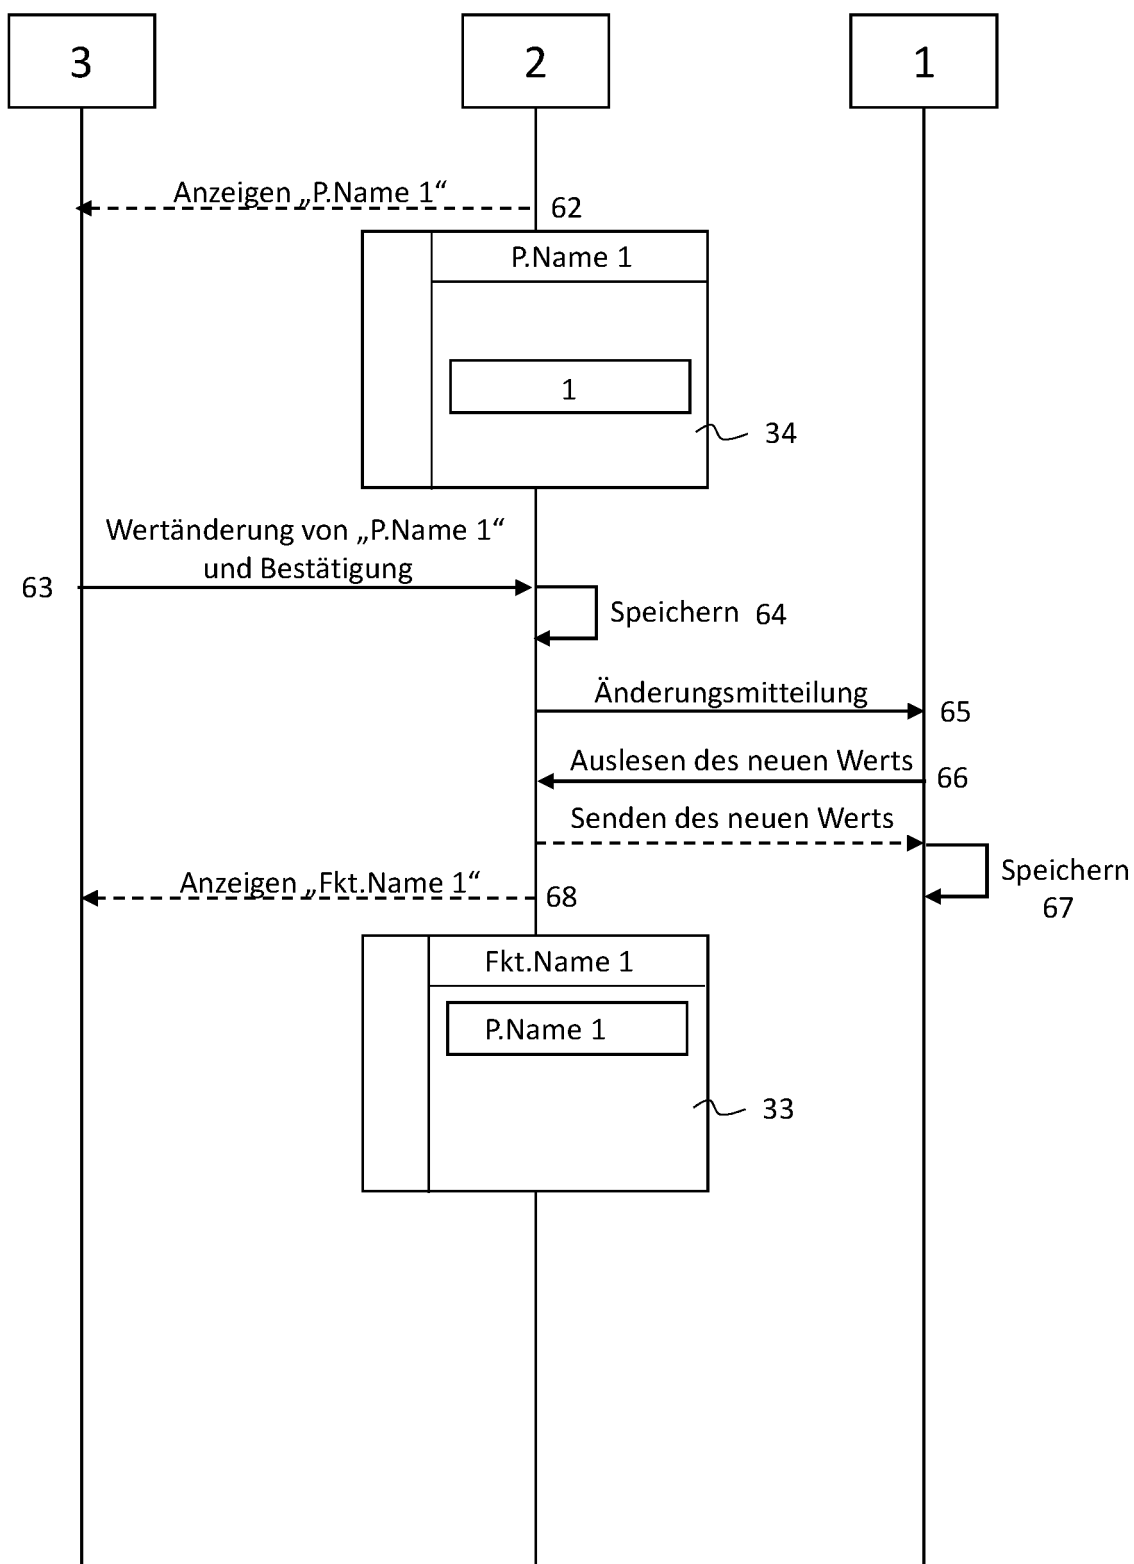 3
2
1
Anzeigen „P.Name 1“
62
P.Name 1
1
34
Wertänderung von „P.Name 1“
und Bestätigung
63
Speichern 64
Änderungsmitteilung
65
Auslesen des neuen Werts
66
Senden des neuen Werts
Speichern
67
Anzeigen „Fkt.Name 1“
68
Fkt.Name 1
P.Name 1
33